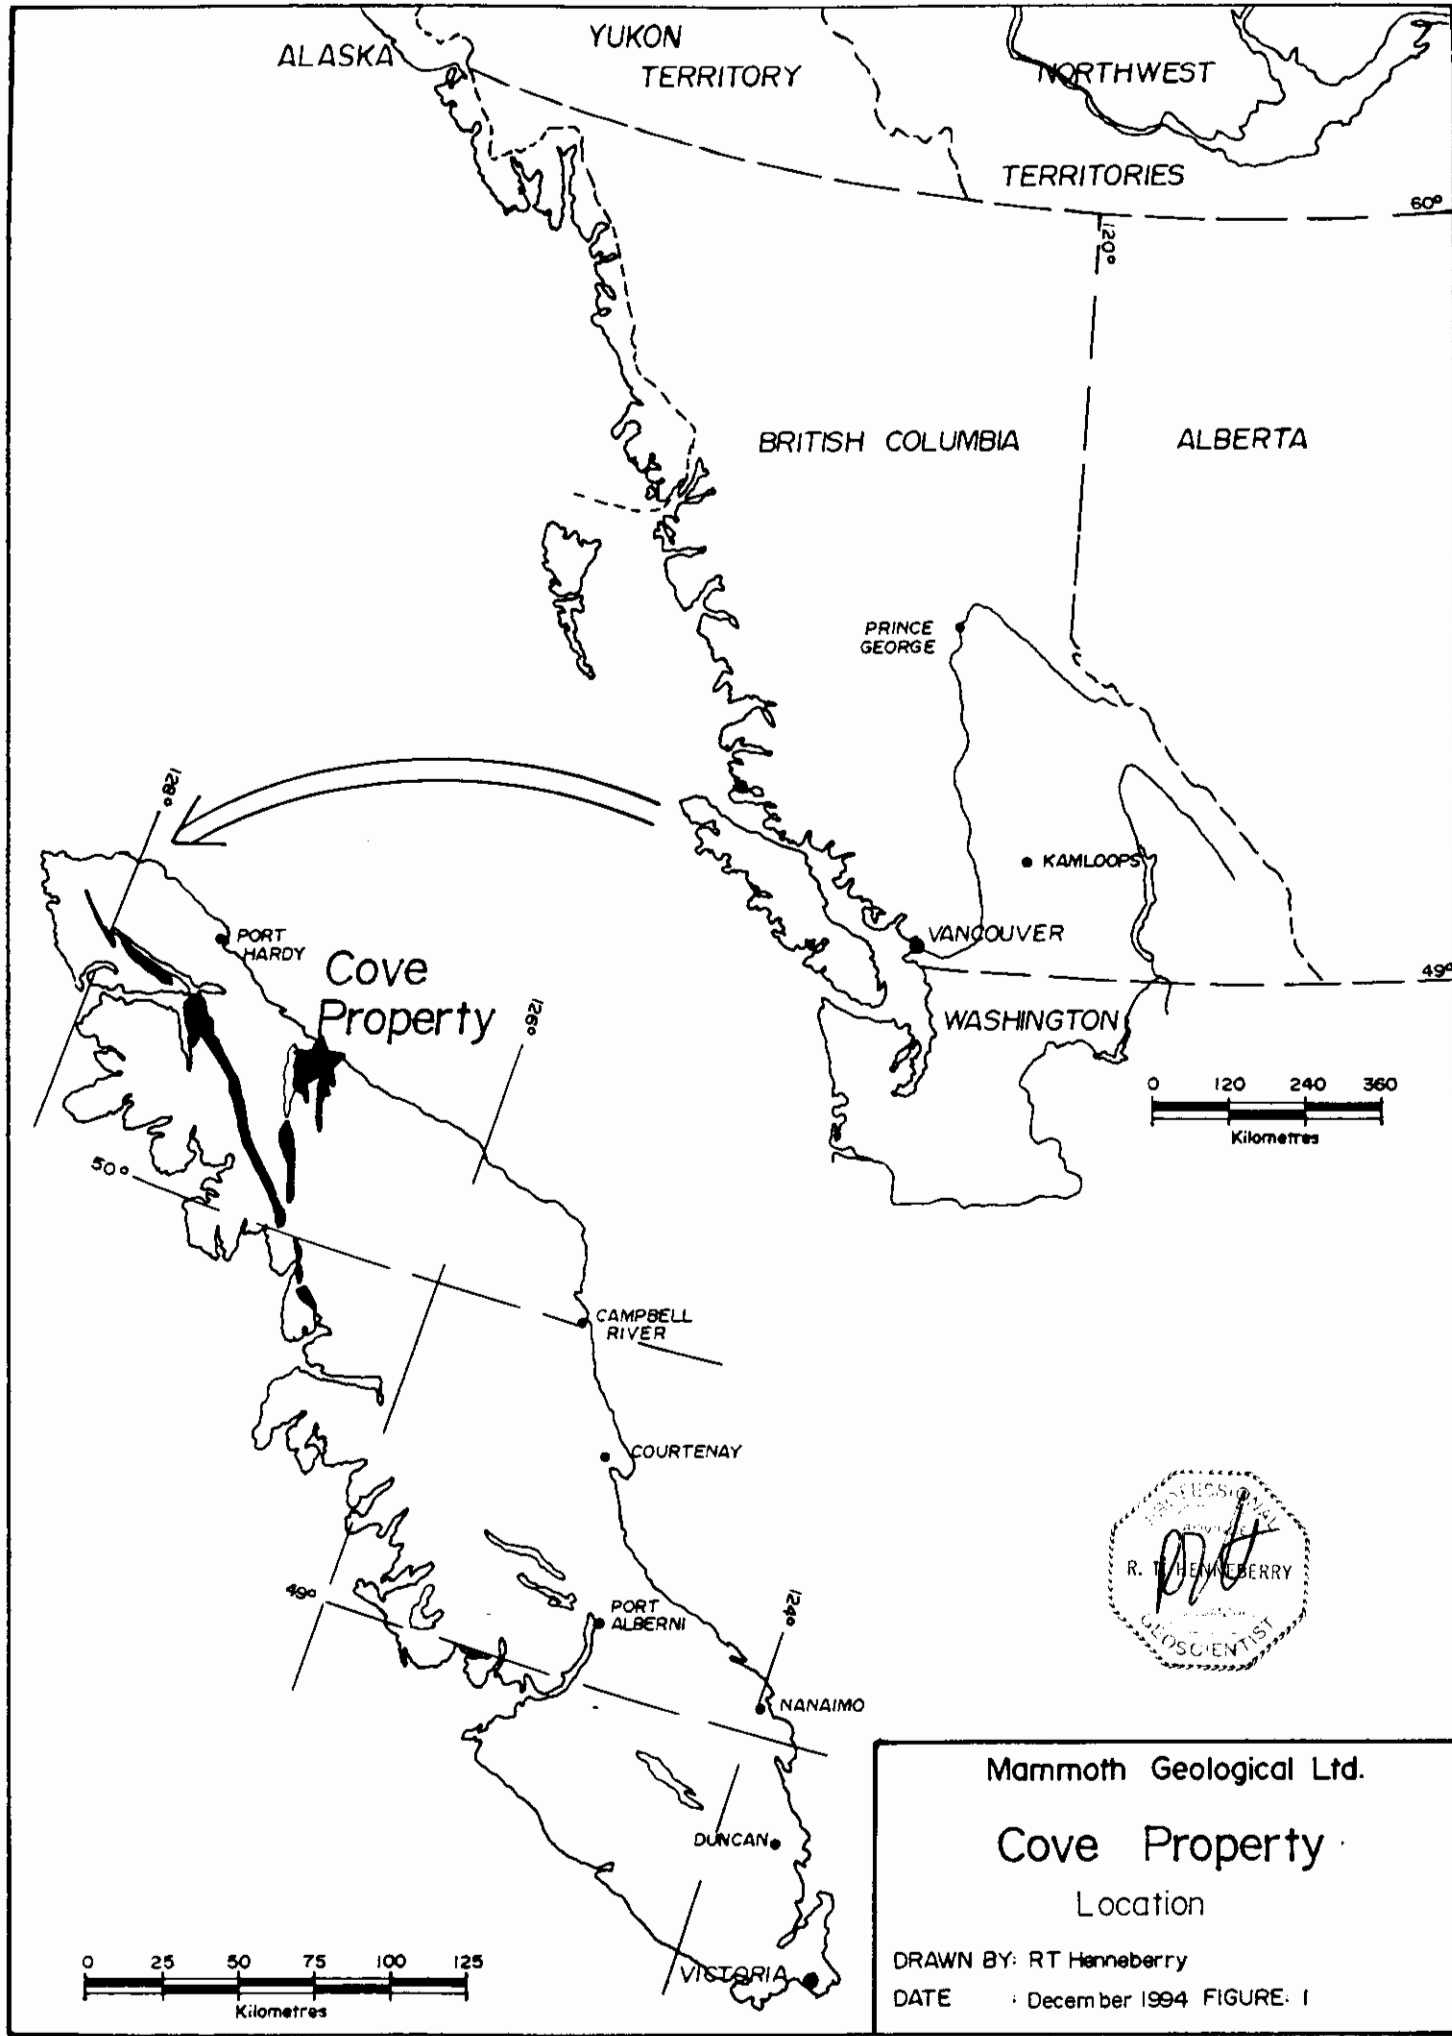 ALASKA
YUKON
TERRITORY
NORTHWEST
TERRITORIES
60°
120°
BRITISH COLUMBIA
ALBERTA
PRINCE
GEORGE
KAMLOOPS
VANCOUVER
49°
WASHINGTON
0 120 240 360
Kilometres
128°
PORT
HARDY
Cove
Property
126°
50°
CAMPBELL
RIVER
COURTENAY
49°
PORT
ALBERNI
124°
NANAIMO
DUNCAN
VICTORIA
0 25 50 75 100 125
Kilometres
PROFESSIONAL
R. T. HENNEBERRY
GEOSCIENTIST
Mammoth Geological Ltd.
Cove Property
Location
DRAWN BY: RT Henneberry
DATE : December 1994 FIGURE: 1